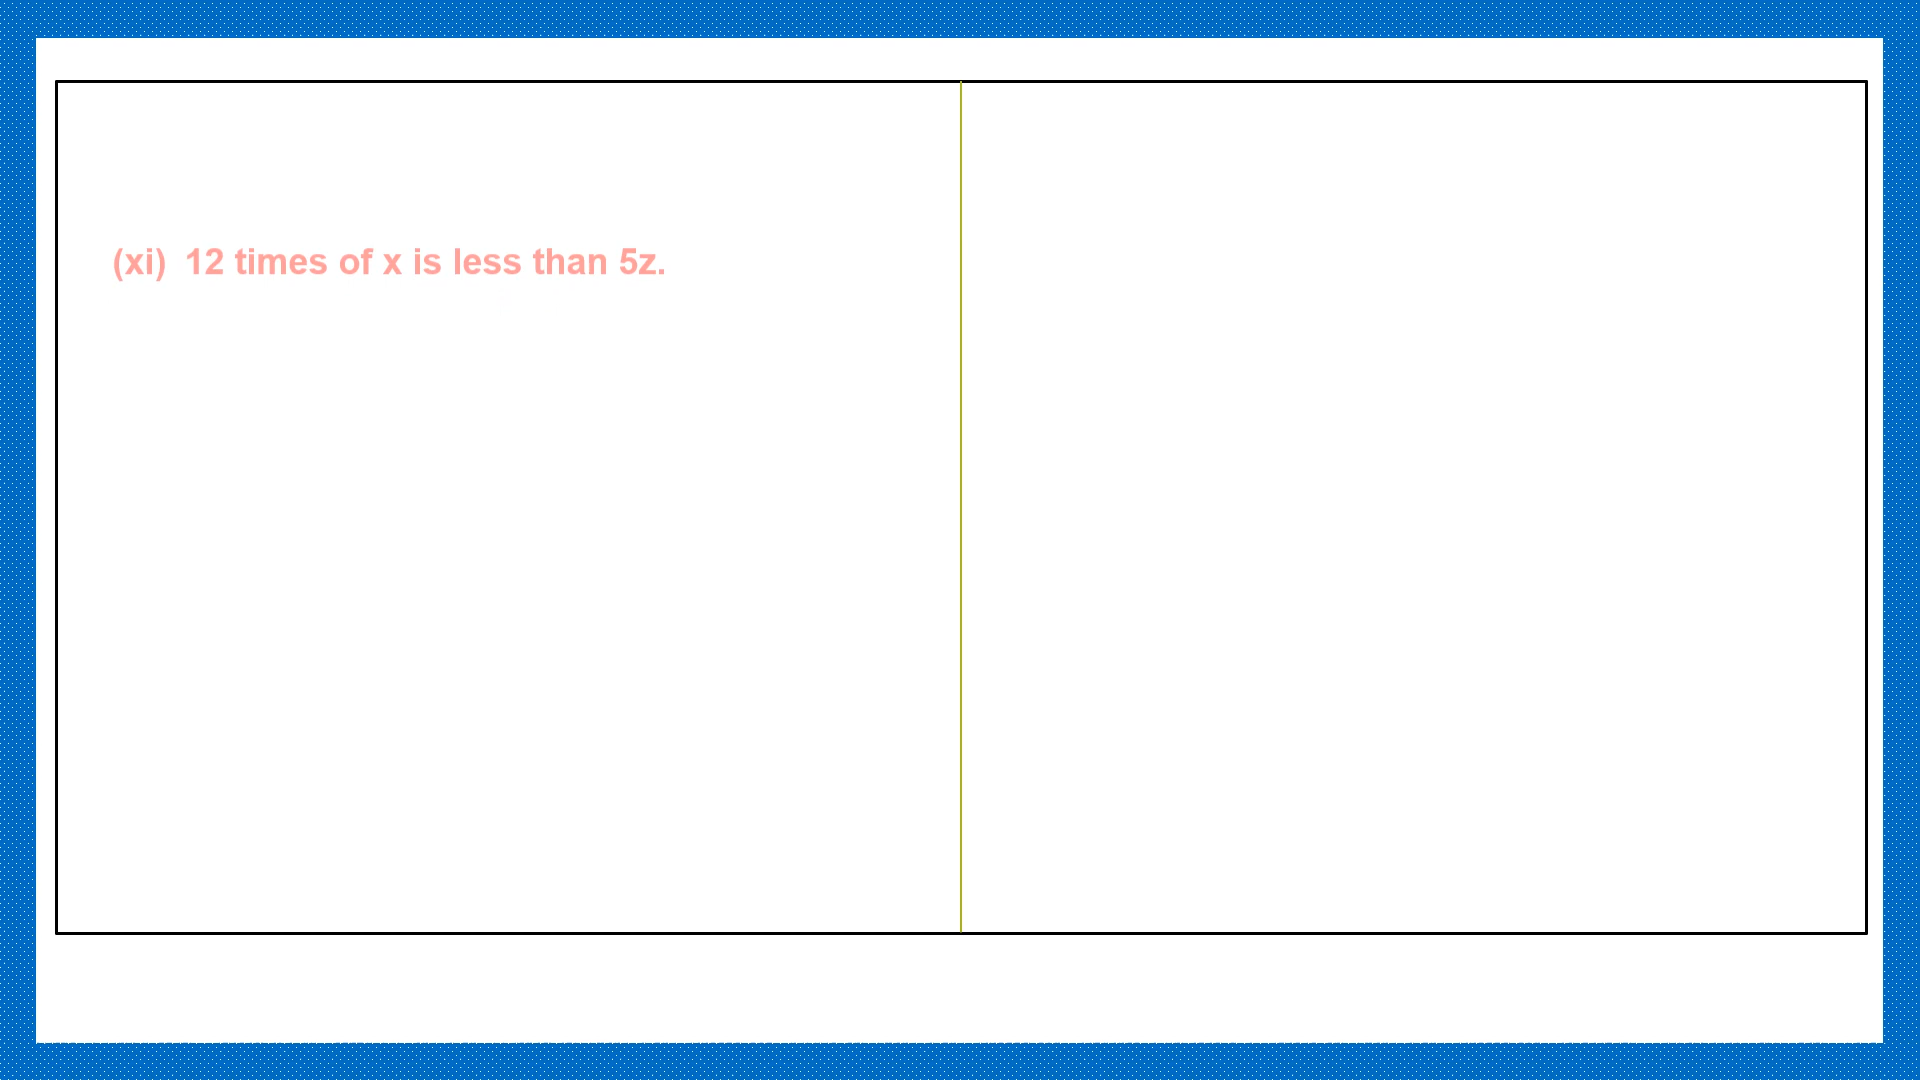 (xi) 12 times of x is less than 5z.